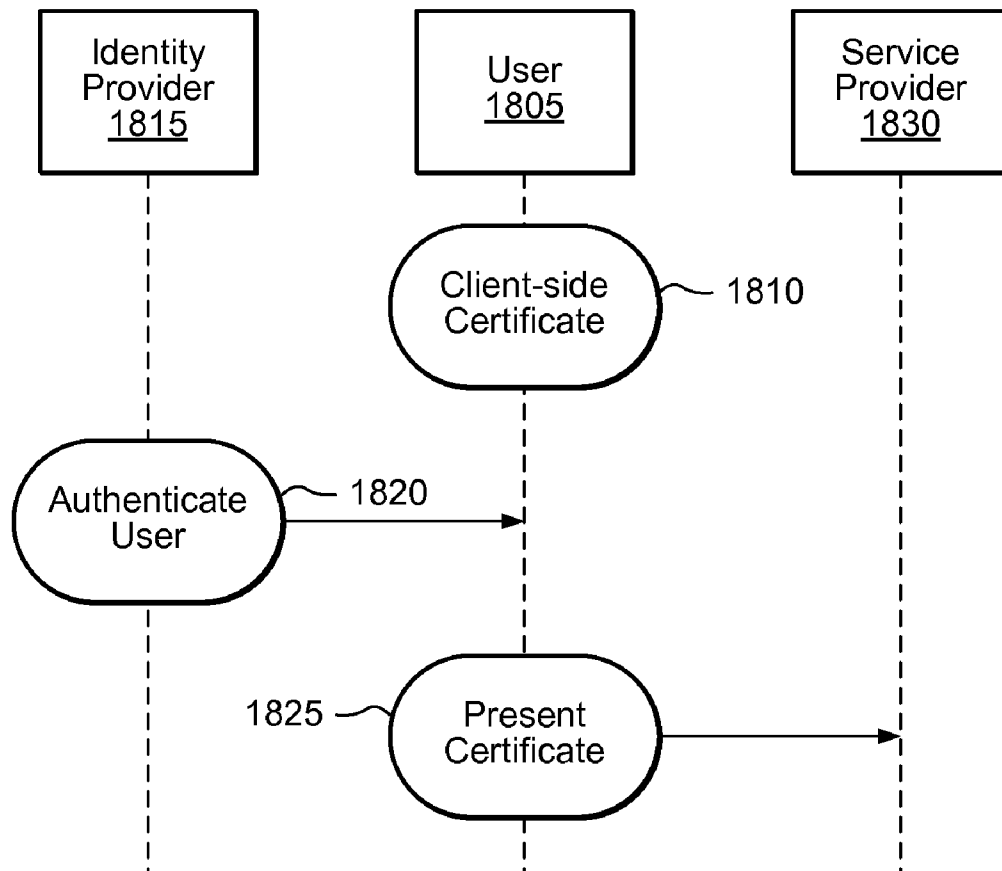 Identity
Provider
1815
User
1805
Service
Provider
1830
Client-side
Certificate
1810
Authenticate
User
1820
1825
Present
Certificate